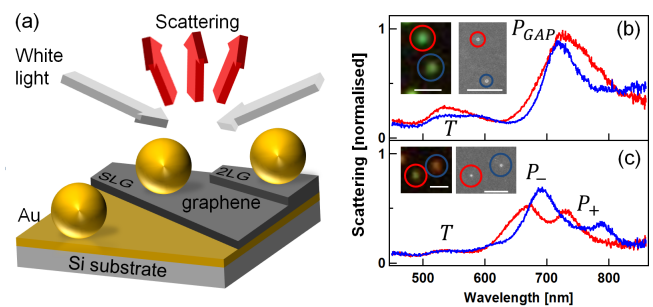 (a)
Scattering
White
light
SLG
2LG
graphene
Au
Si substrate
Scattering [normalised]
1
0
(b)
P_GAP
T
1
0
(c)
P_−
P_+
T
500 600 700 800
Wavelength [nm]